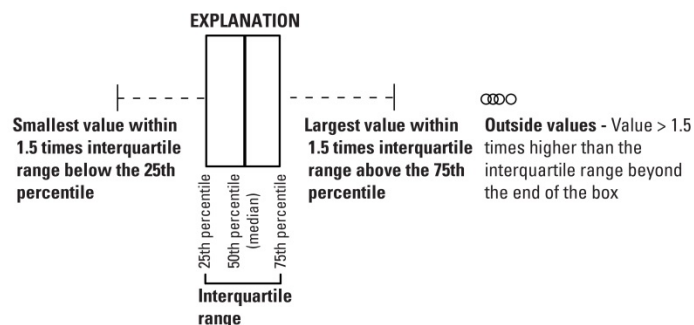 EXPLANATION
Smallest value within
1.5 times interquartile
range below the 25th
percentile
Largest value within
1.5 times interquartile
range above the 75th
percentile
Outside values - Value > 1.5
times higher than the
interquartile range beyond
the end of the box
25th percentile
50th percentile
(median)
75th percentile
Interquartile
range